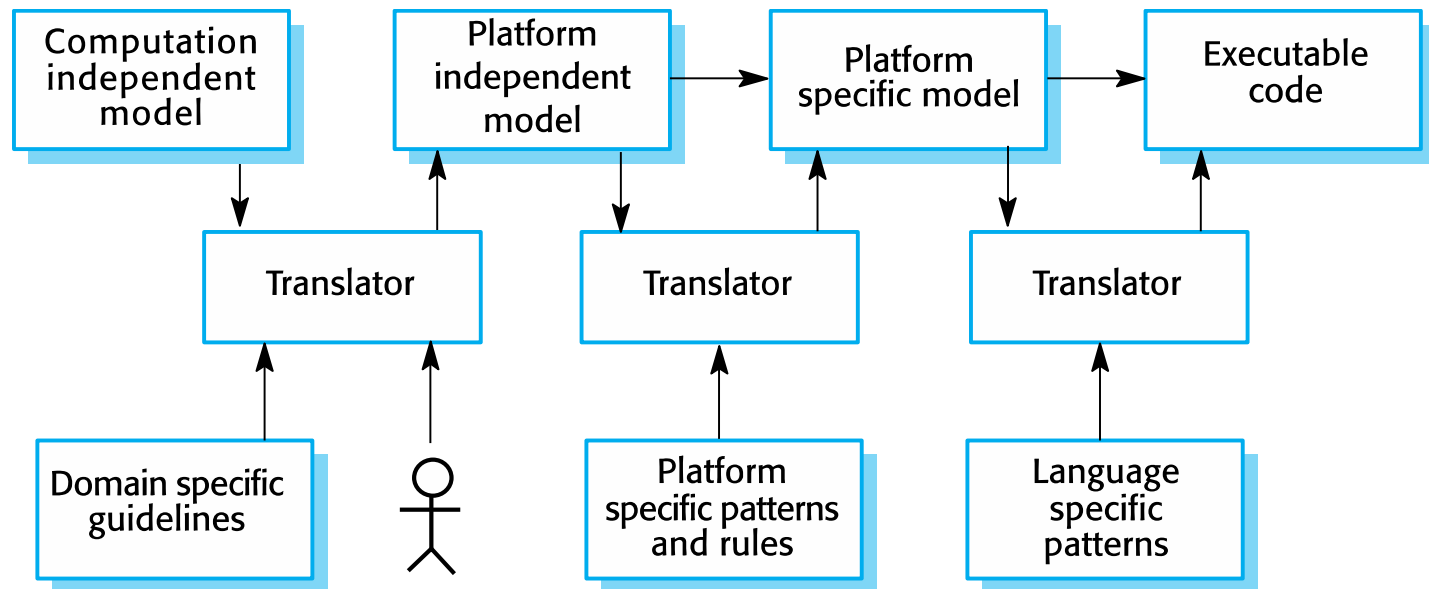 Computation
independent
model
Platform
independent
model
Platform
specific model
Executable
code
Translator
Translator
Translator
Domain specific
guidelines
Platform
specific patterns
and rules
Language
specific
patterns